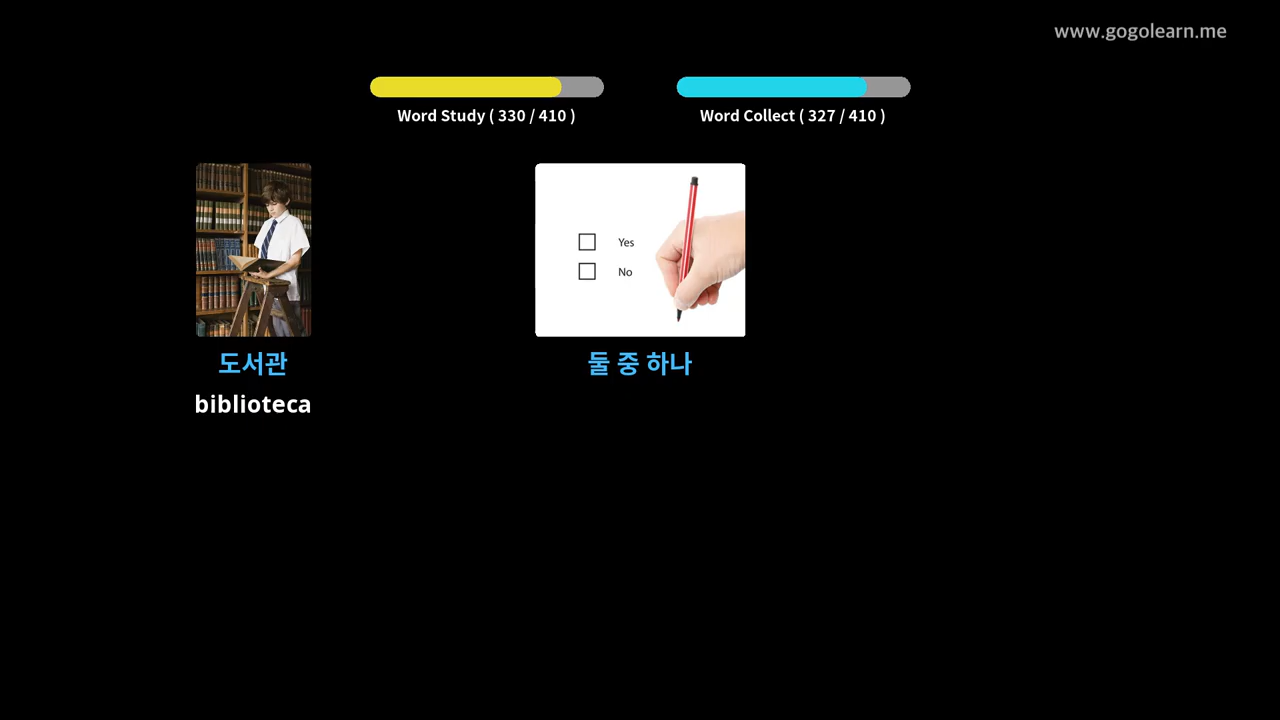 www.gogolearn.me
Word Study ( 330 / 410 )
Word Collect ( 327 / 410 )
Yes
No
도서관
둘 중 하나
biblioteca